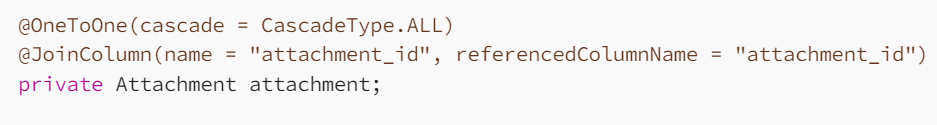 @OneToOne(cascade = CascadeType.ALL)
@JoinColumn(name = "attachment_id", referencedColumnName = "attachment_id")
private Attachment attachment;